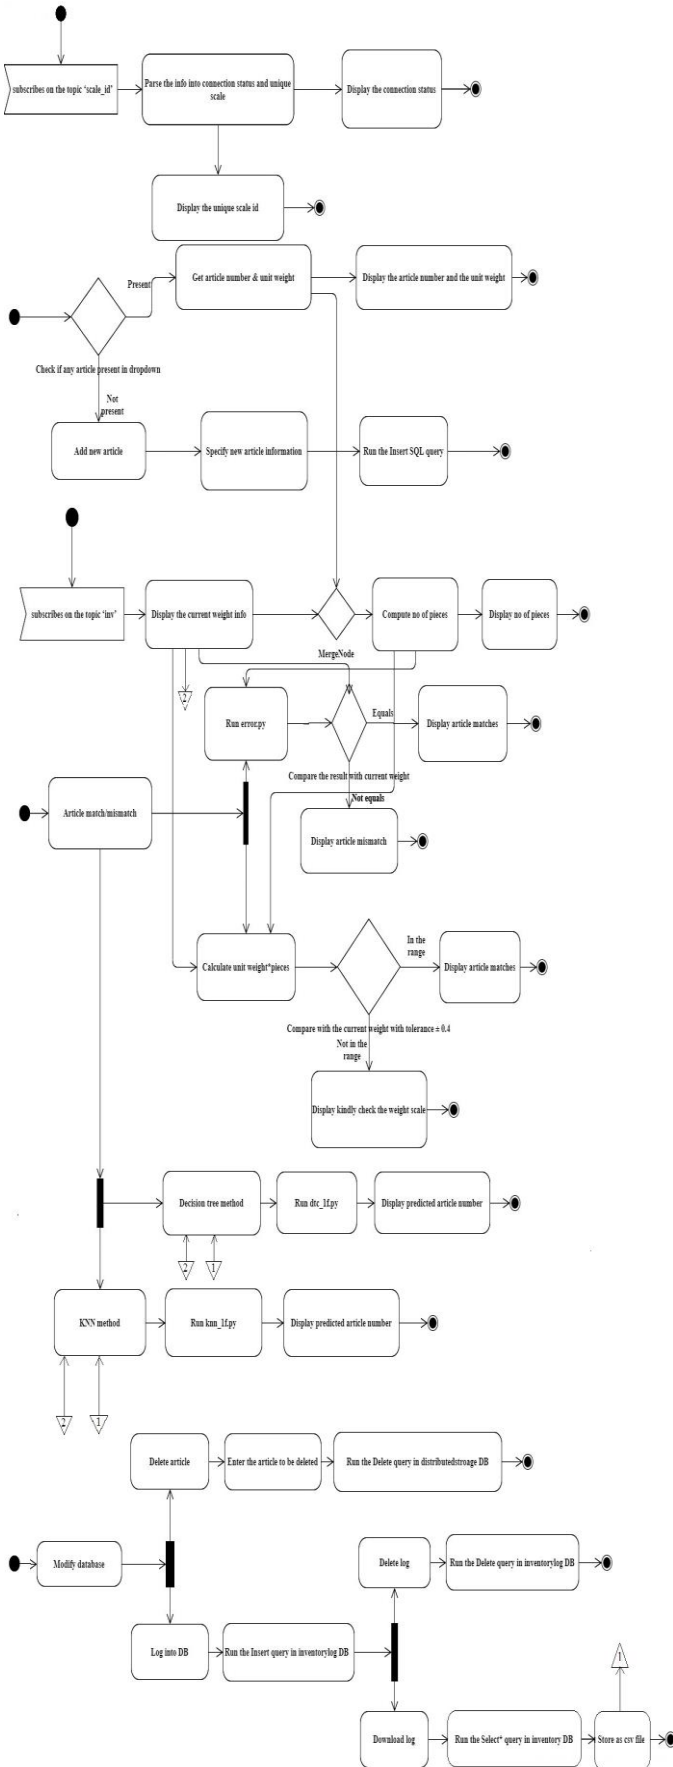 subscribes on the topic 'scale_id'
Parse the info into connection status and unique
scale
Display the connection status
Display the unique scale id
Present
Get article number & unit weight
Display the article number and the unit weight
Check if any article present in dropdown
Not
present
Add new article
Specify new article information
Run the Insert SQL query
subscribes on the topic 'inv'
Display the current weight info
Compute no of pieces
Display no of pieces
MergeNode
2
Run error.py
Equals
Display article matches
Compare the result with current weight
Not equals
Article match/mismatch
Display article mismatch
Calculate unit weight*pieces
In the
range
Display article matches
Compare with the current weight with tolerance ± 0.4
Not in the
range
Display kindly check the weight scale
Decision tree method
Run dtc_1f.py
Display predicted article number
2
1
KNN method
Run knn_1f.py
Display predicted article number
2
1
Delete article
Enter the article to be deleted
Run the Delete query in distributedstroage DB
Modify database
Delete log
Run the Delete query in inventorylog DB
Log into DB
Run the Insert query in inventorylog DB
1
Download log
Run the Select* query in inventory DB
Store as csv file